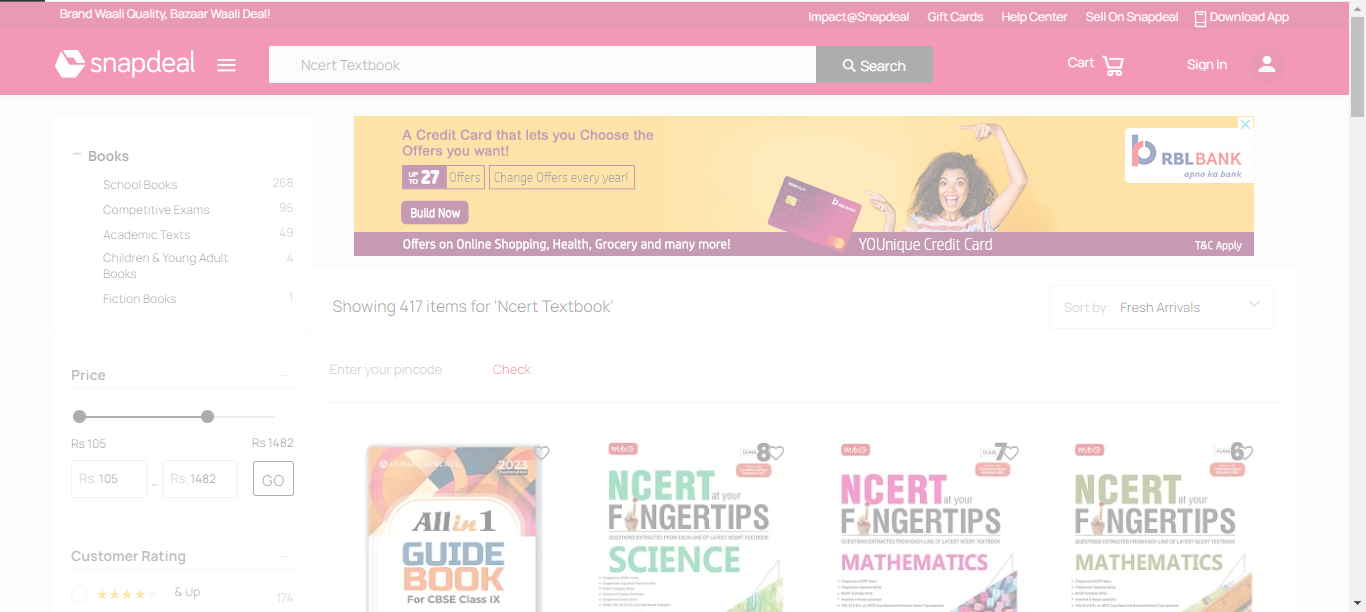 Brand Waali Quality, Bazaar Waali Deal!
Impact@Snapdeal Gift Cards Help Center Sell On Snapdeal Download App
snapdeal
Ncert Textbook
Search
Cart
Sign In
Books
School Books 268
Competitive Exams 95
Academic Texts 49
Children & Young Adult
Books 4
Fiction Books 1
Price
Rs 105 Rs 1482
Rs. 105 - Rs. 1482 GO
Customer Rating
& Up 174
A Credit Card that lets you Choose the
Offers you want!
UP TO 27 Offers Change Offers every year!
Build Now
Offers on Online Shopping, Health, Grocery and many more!
YOUnique Credit Card
T&C Apply
RBL BANK
apno ka bank
RBLBANK
Showing 417 items for 'Ncert Textbook'
Sort by: Fresh Arrivals
Enter your pincode Check
2023
All in 1
GUIDE
BOOK
For CBSE Class IX
MTG
CLASS 8
NCERT at your
FINGERTIPS
QUESTIONS EXTRACTED FROM EACH LINE OF LATEST NCERT TEXTBOOK
SCIENCE
MTG
CLASS 7
NCERT at your
FINGERTIPS
QUESTIONS EXTRACTED FROM EACH LINE OF LATEST NCERT TEXTBOOK
MATHEMATICS
MTG
CLASS 6
NCERT at your
FINGERTIPS
QUESTIONS EXTRACTED FROM EACH LINE OF LATEST NCERT TEXTBOOK
MATHEMATICS